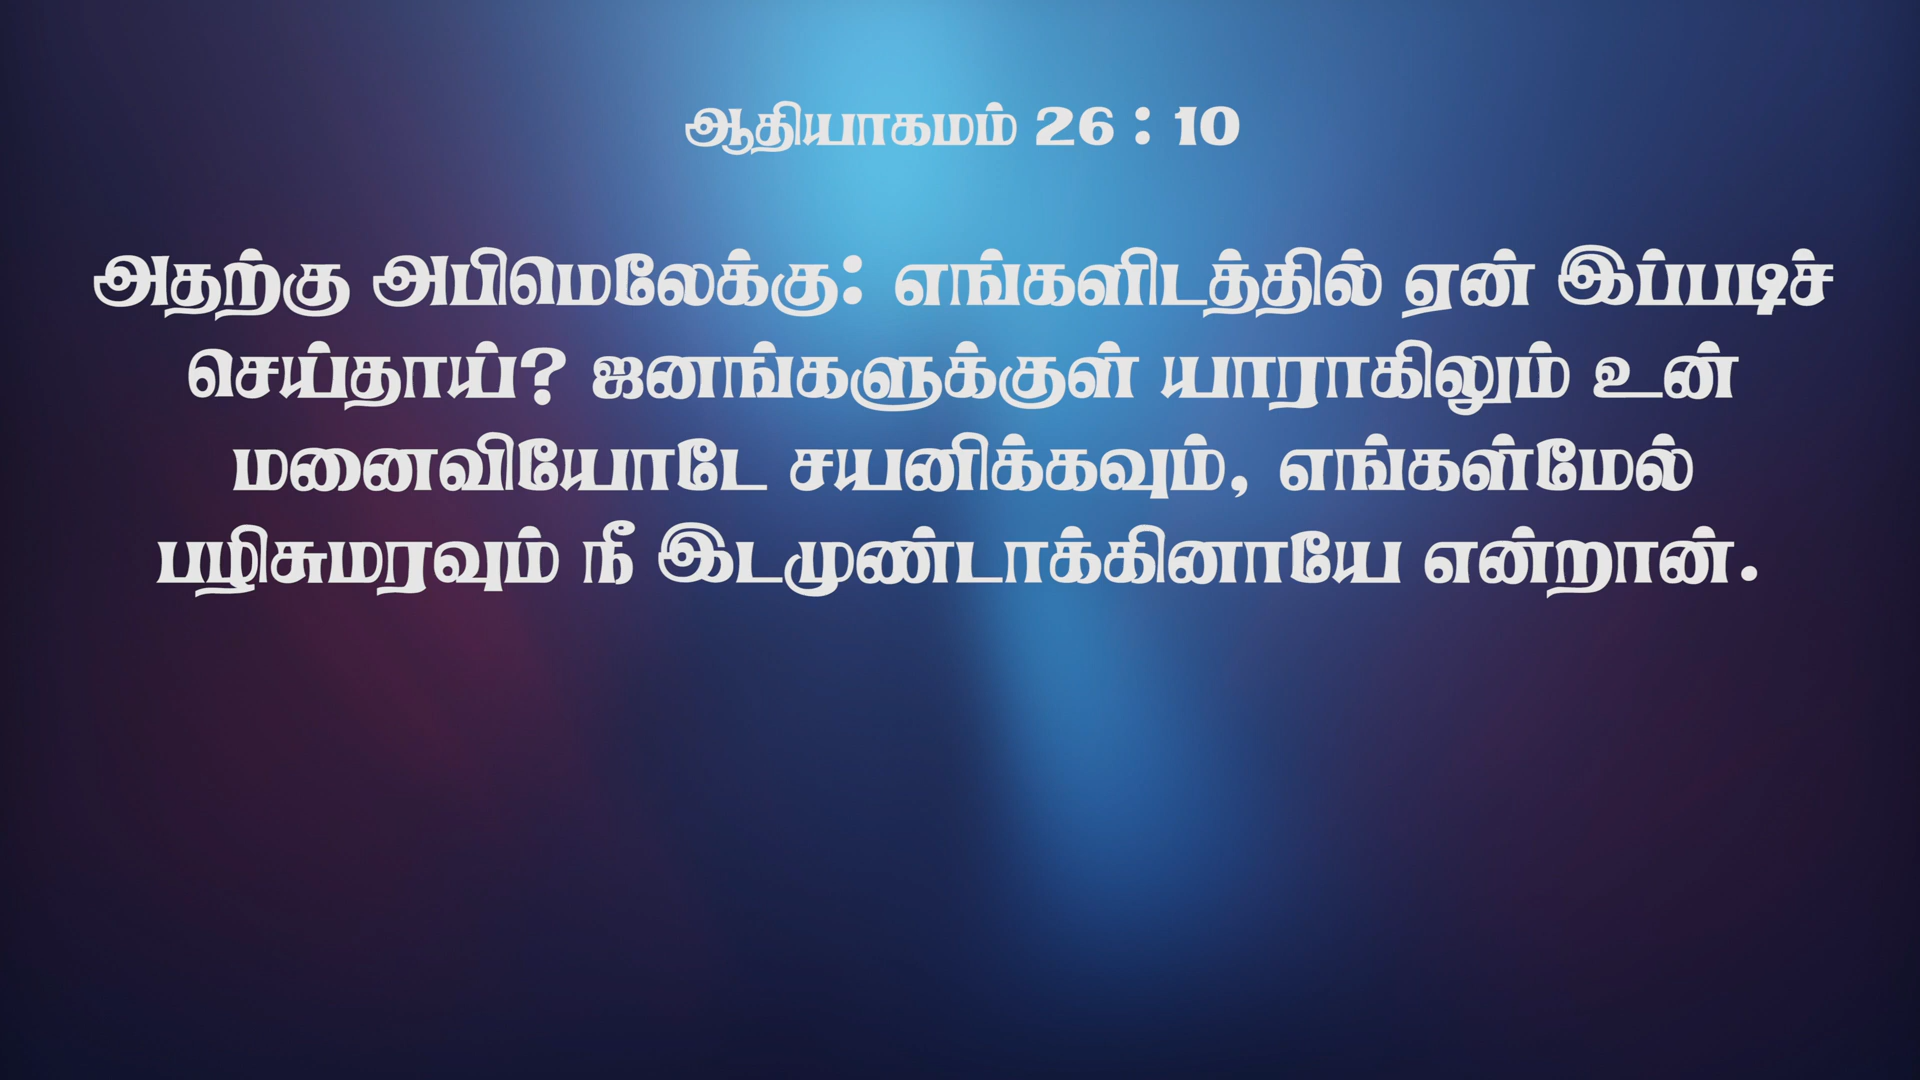 ஆதியாகமம் 26 : 10
அதற்கு அபிமெலேக்கு: எங்களிடத்தில் ஏன் இப்படிச்
செய்தாய்? ஜனங்களுக்குள் யாராகிலும் உன்
மனைவியோடே சயனிக்கவும், எங்கள்மேல்
பழிசுமரவும் நீ இடமுண்டாக்கினாயே என்றான்.